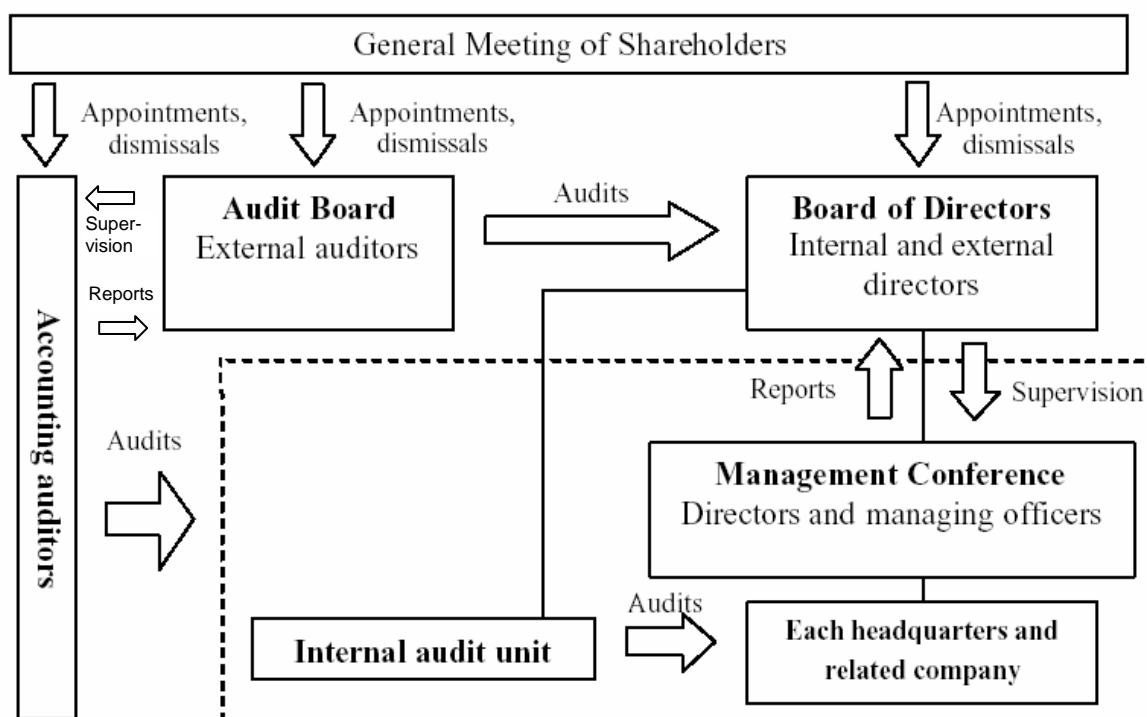 General Meeting of Shareholders
Appointments,
dismissals
Appointments,
dismissals
Appointments,
dismissals
Super-
vision
Reports
Audit Board
External auditors
Audits
Board of Directors
Internal and external
directors
Accounting auditors
Audits
Reports
Supervision
Management Conference
Directors and managing officers
Internal audit unit
Audits
Each headquarters and
related company